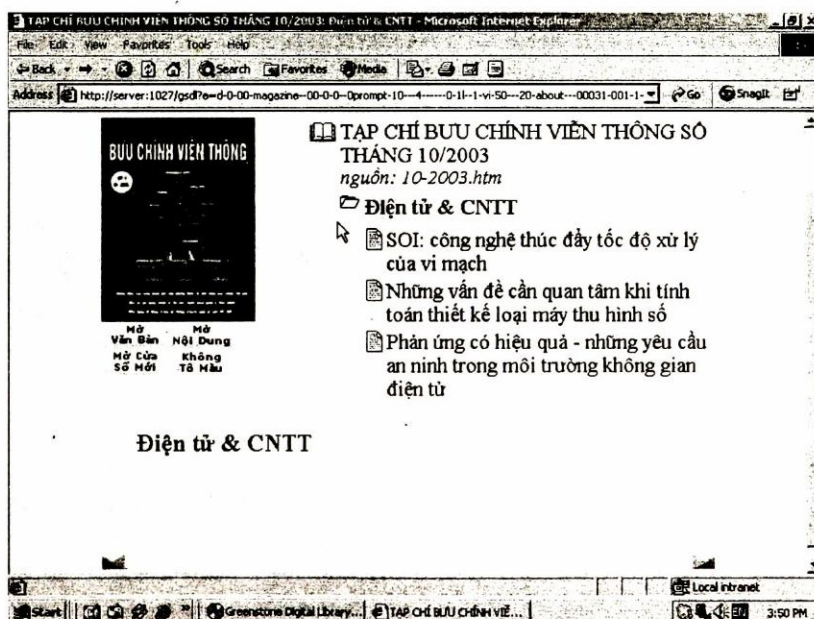 TẠP CHÍ BƯU CHÍNH VIỄN THÔNG SỐ THÁNG 10/2003: Điện tử & CNTT - Microsoft Internet Explorer
File Edit View Favorites Tools Help
Back Search Favorites Media
Address http://server:1027/gsdl?e=d-0-00-magazine--00-0-0--0prompt-10---4------0-1l--1-vi-50---20-about---00031-001-1- Go SnagIt
BƯU CHÍNH VIỄN THÔNG
TẠP CHÍ BƯU CHÍNH VIỄN THÔNG SỐ
THÁNG 10/2003
nguồn: 10-2003.htm
Điện tử & CNTT
SOI: công nghệ thúc đẩy tốc độ xử lý
của vi mạch
Những vấn đề cần quan tâm khi tính
toán thiết kế loại máy thu hình số
Phản ứng có hiệu quả - những yêu cầu
an ninh trong môi trường không gian
điện tử
Mở Văn Bản
Mở Nội Dung
Mở Cửa Sổ Mới
Không Tô Màu
Điện tử & CNTT
Local intranet
Start Greenstone Digital Library... TẠP CHÍ BƯU CHÍNH VIỄ... 3:50 PM